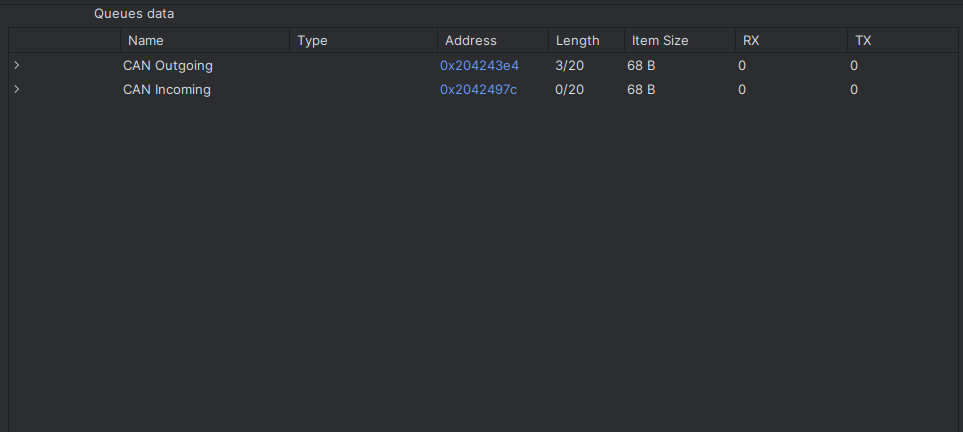 Queues data
Name Type Address Length Item Size RX TX
CAN Outgoing 0x204243e4 3/20 68 B 0 0
CAN Incoming 0x2042497c 0/20 68 B 0 0